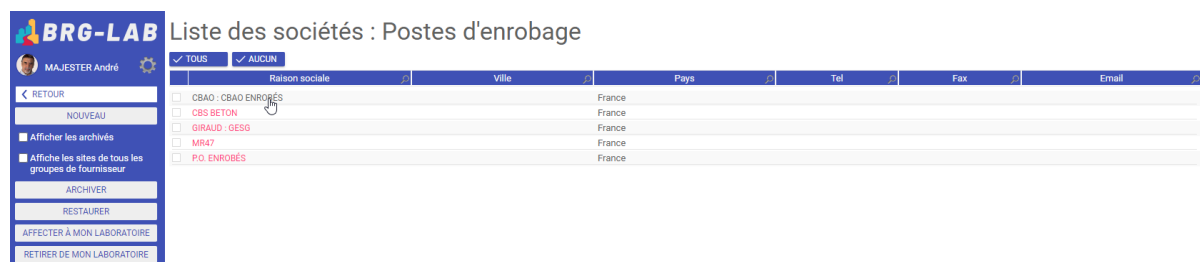 BRG-LAB
Liste des sociétés : Postes d'enrobage
MAJESTER André
TOUS AUCUN
Raison sociale Ville Pays Tel Fax Email
RETOUR
NOUVEAU
Afficher les archivés
Affiche les sites de tous les
groupes de fournisseur
ARCHIVER
RESTAURER
AFFECTER À MON LABORATOIRE
RETIRER DE MON LABORATOIRE
CBAO : CBAO ENROBÉS France
CBS BETON France
GIRAUD : GESG France
MR47 France
P.O. ENROBÉS France